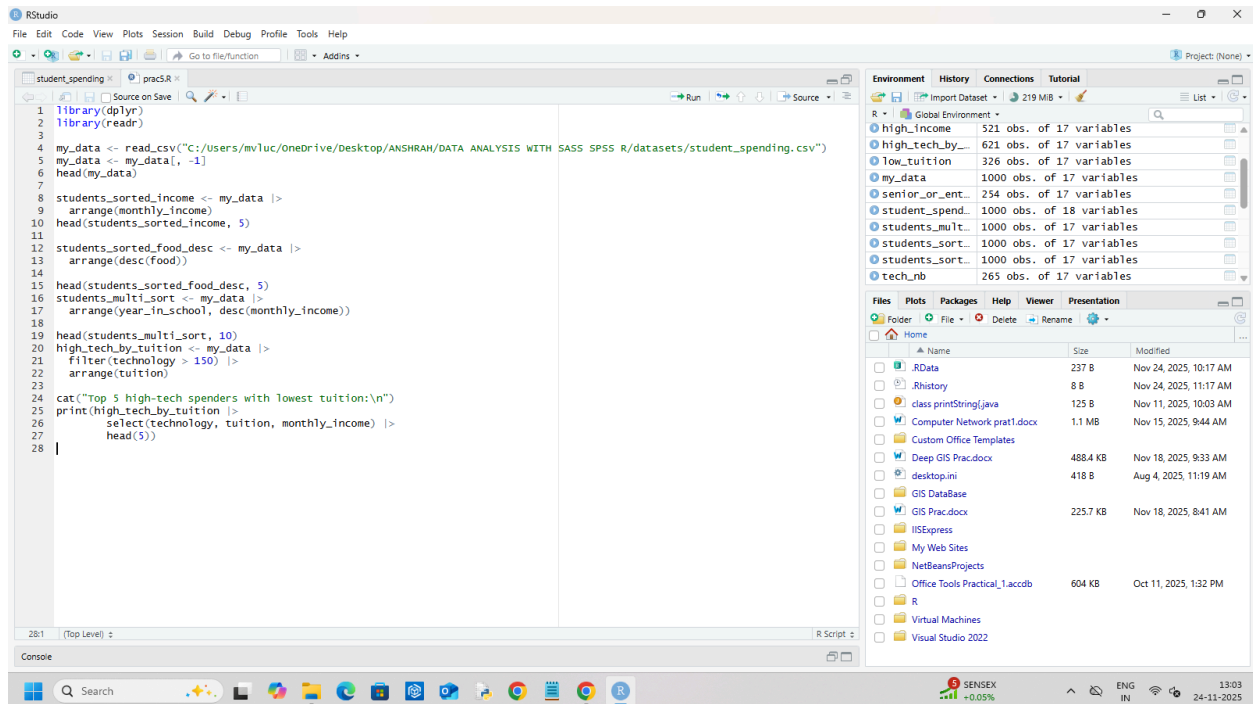 RStudio
File Edit Code View Plots Session Build Debug Profile Tools Help
Go to file/function
Addins
Project: (None)
student_spending
prac5.R
Source on Save
Run
Source
1 library(dplyr)
2 library(readr)
3
4 my_data <- read_csv("C:/Users/mvluc/OneDrive/Desktop/ANSHRAH/DATA ANALYSIS WITH SASS SPSS R/datasets/student_spending.csv")
5 my_data <- my_data[, -1]
6 head(my_data)
7
8 students_sorted_income <- my_data |>
9 arrange(monthly_income)
10 head(students_sorted_income, 5)
11
12 students_sorted_food_desc <- my_data |>
13 arrange(desc(food))
14
15 head(students_sorted_food_desc, 5)
16 students_multi_sort <- my_data |>
17 arrange(year_in_school, desc(monthly_income))
18
19 head(students_multi_sort, 10)
20 high_tech_by_tuition <- my_data |>
21 filter(technology > 150) |>
22 arrange(tuition)
23
24 cat("Top 5 high-tech spenders with lowest tuition:\n")
25 print(high_tech_by_tuition |>
26 select(technology, tuition, monthly_income) |>
27 head(5))
28
28:1 (Top Level)
R Script
Console
Environment History Connections Tutorial
Import Dataset
219 MiB
List
R
Global Environment
high_income 521 obs. of 17 variables
high_tech_by_… 621 obs. of 17 variables
low_tuition 326 obs. of 17 variables
my_data 1000 obs. of 17 variables
senior_or_ent… 254 obs. of 17 variables
student_spend… 1000 obs. of 18 variables
students_mult… 1000 obs. of 17 variables
students_sort… 1000 obs. of 17 variables
students_sort… 1000 obs. of 17 variables
tech_nb 265 obs. of 17 variables
Files Plots Packages Help Viewer Presentation
Folder File Delete Rename
Home
...
Name Size Modified
.RData 237 B Nov 24, 2025, 10:17 AM
.Rhistory 8 B Nov 24, 2025, 11:17 AM
class printString{.java 125 B Nov 11, 2025, 10:03 AM
Computer Network prat1.docx 1.1 MB Nov 15, 2025, 9:44 AM
Custom Office Templates
Deep GIS Prac.docx 488.4 KB Nov 18, 2025, 9:33 AM
desktop.ini 418 B Aug 4, 2025, 11:19 AM
GIS DataBase
GIS Prac.docx 225.7 KB Nov 18, 2025, 8:41 AM
IISExpress
My Web Sites
NetBeansProjects
Office Tools Practical_1.accdb 604 KB Oct 11, 2025, 1:32 PM
R
Virtual Machines
Visual Studio 2022
Search
R
5
SENSEX
+0.05%
ENG
IN
13:03
24-11-2025